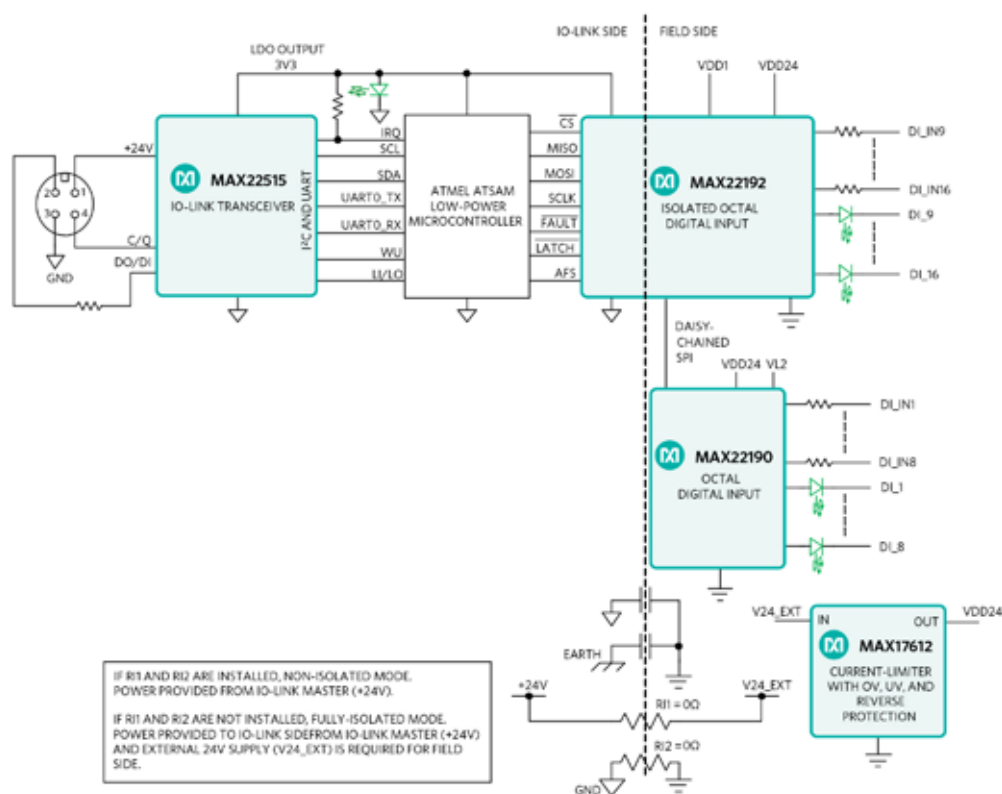 IO-LINK SIDE
FIELD SIDE
LDO OUTPUT
3V3
VDD1
VDD24
+24V
2
1
3
4
GND
C/Q
DO/DI
MAX22515
IO-LINK TRANSCEIVER
I²C AND UART
IRQ
SCL
SDA
UART0_TX
UART0_RX
WU
LI/LO
ATMEL ATSAM
LOW-POWER
MICROCONTROLLER
CS
MISO
MOSI
SCLK
FAULT
LATCH
AFS
MAX22192
ISOLATED OCTAL
DIGITAL INPUT
DI_IN9
DI_IN16
DI_9
DI_16
DAISY-
CHAINED
SPI
VDD24
VL2
MAX22190
OCTAL
DIGITAL INPUT
DI_IN1
DI_IN8
DI_1
DI_8
EARTH
V24_EXT
IN
OUT
VDD24
MAX17612
CURRENT-LIMITER
WITH OV, UV, AND
REVERSE
PROTECTION
+24V
V24_EXT
RI1 = 0Ω
RI2 = 0Ω
GND
IF RI1 AND RI2 ARE INSTALLED, NON-ISOLATED MODE.
POWER PROVIDED FROM IO-LINK MASTER (+24V).
IF RI1 AND RI2 ARE NOT INSTALLED, FULLY-ISOLATED MODE.
POWER PROVIDED TO IO-LINK SIDEFROM IO-LINK MASTER (+24V)
AND EXTERNAL 24V SUPPLY (V24_EXT) IS REQUIRED FOR FIELD
SIDE.